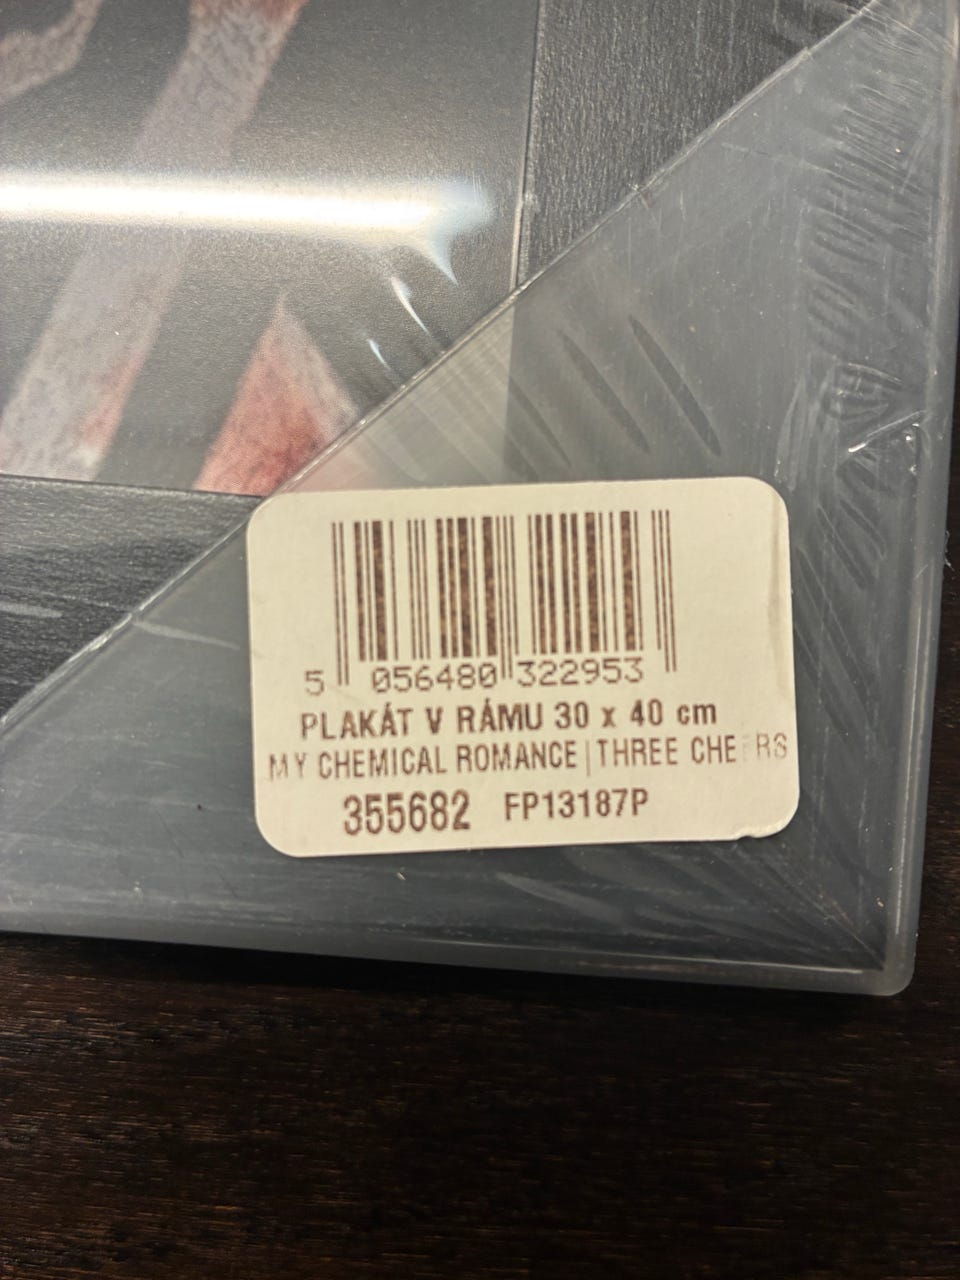 5 056480 322953
PLAKÁT V RÁMU 30 x 40 cm
MY CHEMICAL ROMANCE | THREE CHEERS
355682 FP13187P